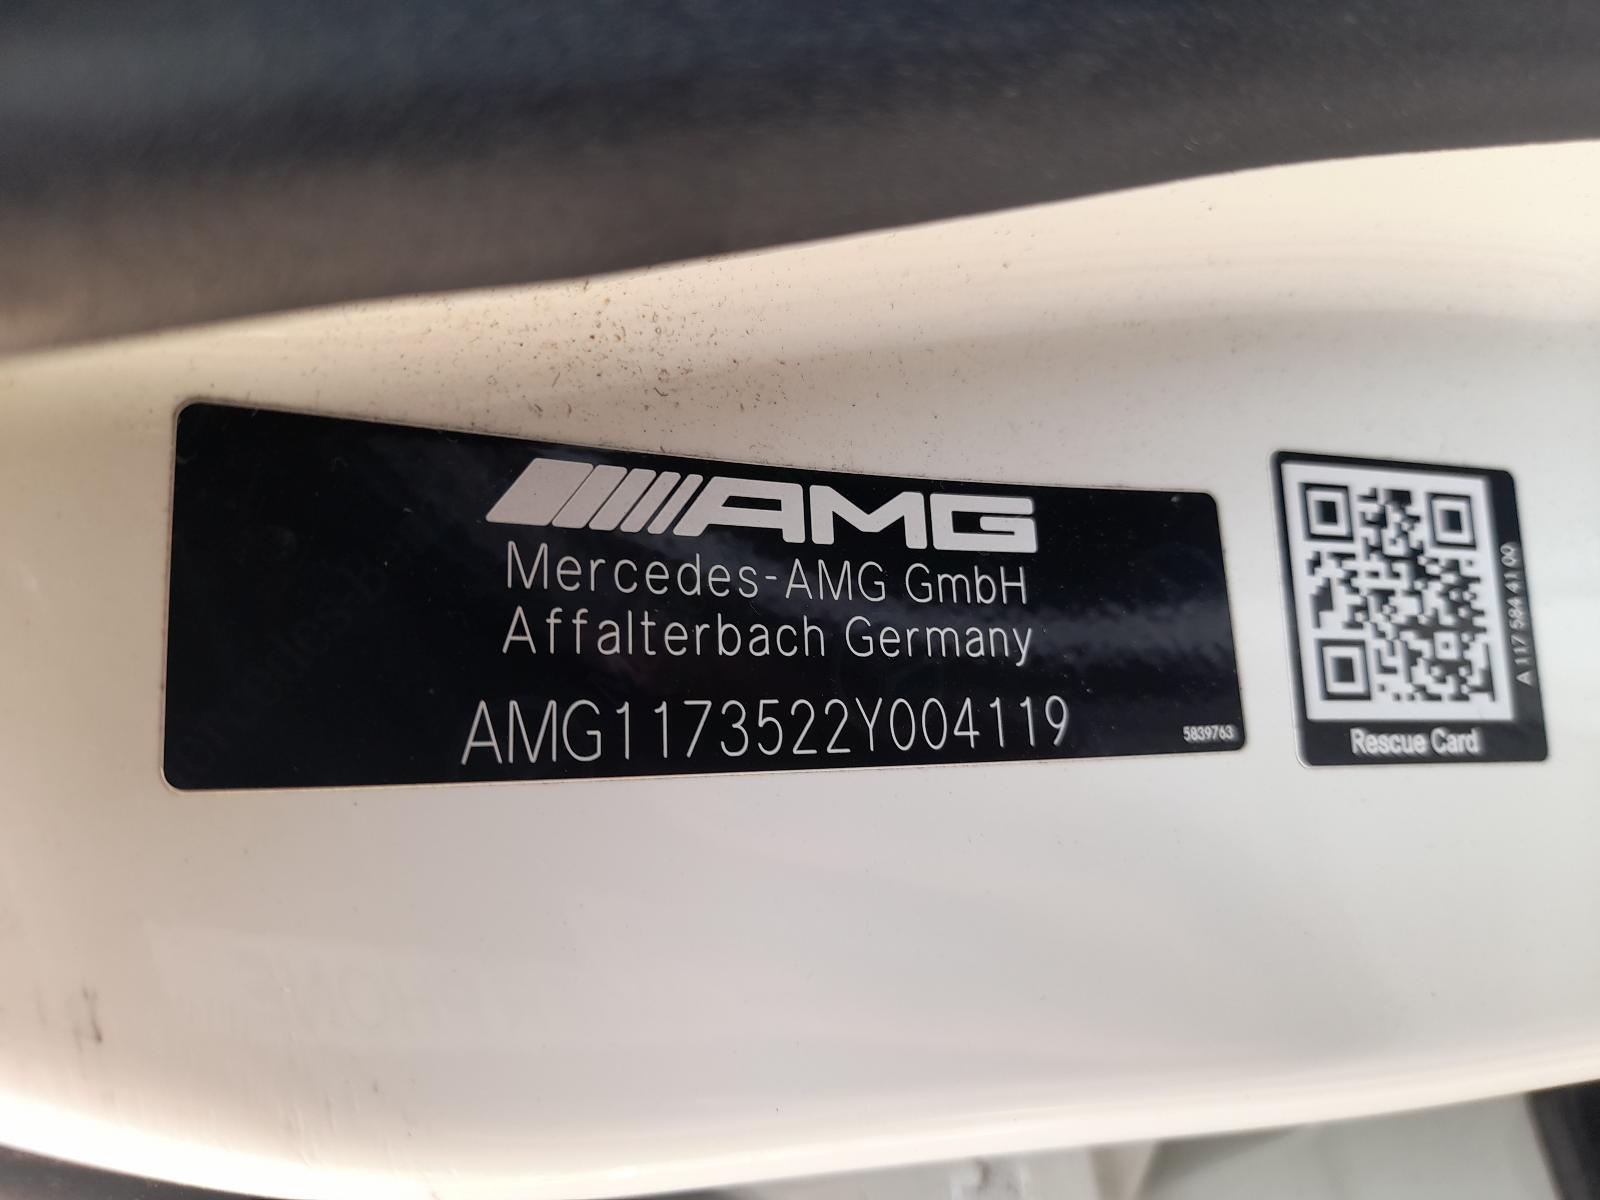 AMG
Mercedes-AMG GmbH
Affalterbach Germany
AMG1173522Y004119
5839763
A 117 584 41 00
Rescue Card